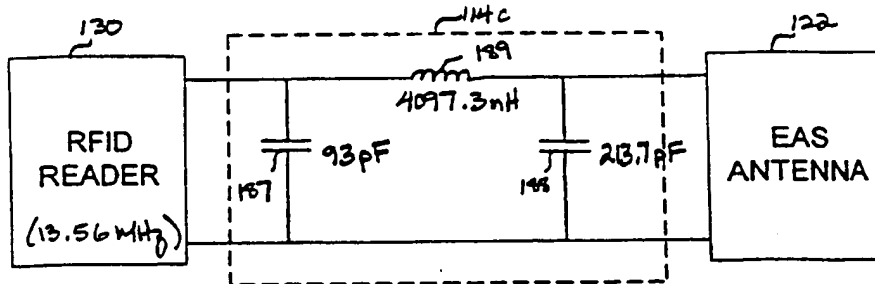 114c
130
189
122
4097.3nH
RFID
READER
(13.56 MHz)
187
93pF
188
213.7pF
EAS
ANTENNA